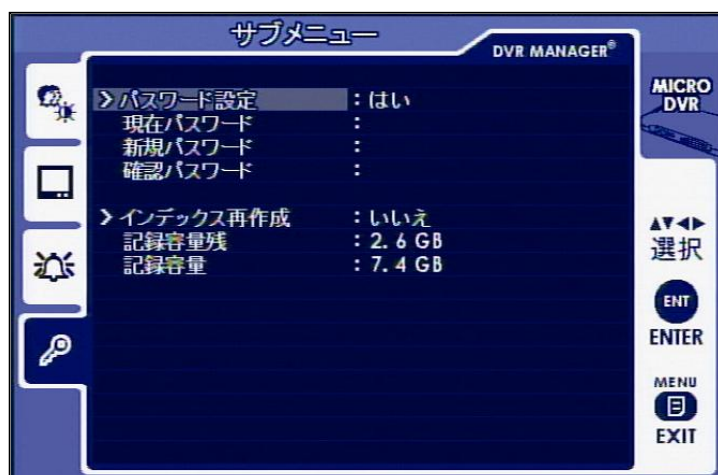 サブメニュー
DVR MANAGER®
MICRO
DVR
❯パスワード設定 : はい
現在パスワード :
新規パスワード :
確認パスワード :
❯インデックス再作成 : いいえ
記録容量残 : 2.6 GB
記録容量 : 7.4 GB
▲▼◀▶
選択
ENT
ENTER
MENU
EXIT